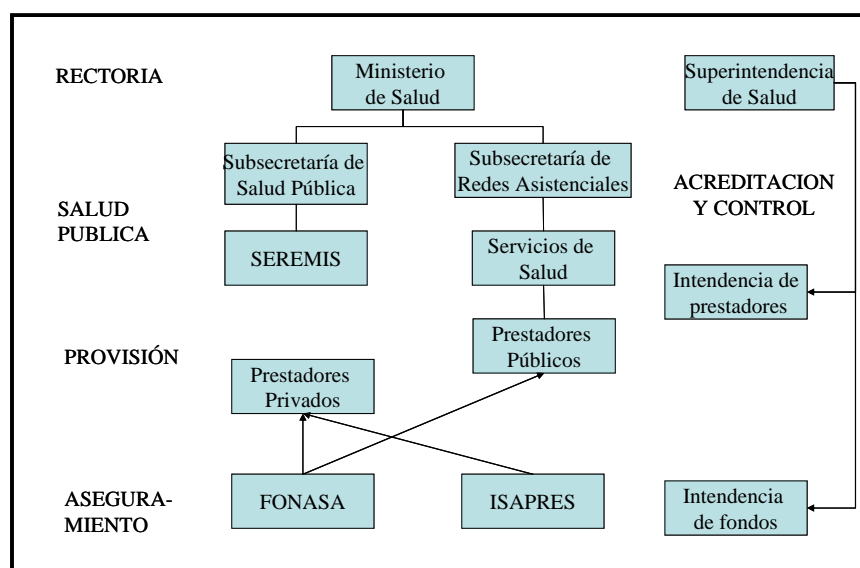 RECTORIA
Ministerio
de Salud
Superintendencia
de Salud
Subsecretaría de
Salud Pública
Subsecretaría de
Redes Asistenciales
ACREDITACION
Y CONTROL
SALUD
PUBLICA
SEREMIS
Servicios de
Salud
Intendencia de
prestadores
PROVISIÓN
Prestadores
Públicos
Prestadores
Privados
ASEGURA-
MIENTO
FONASA
ISAPRES
Intendencia
de fondos